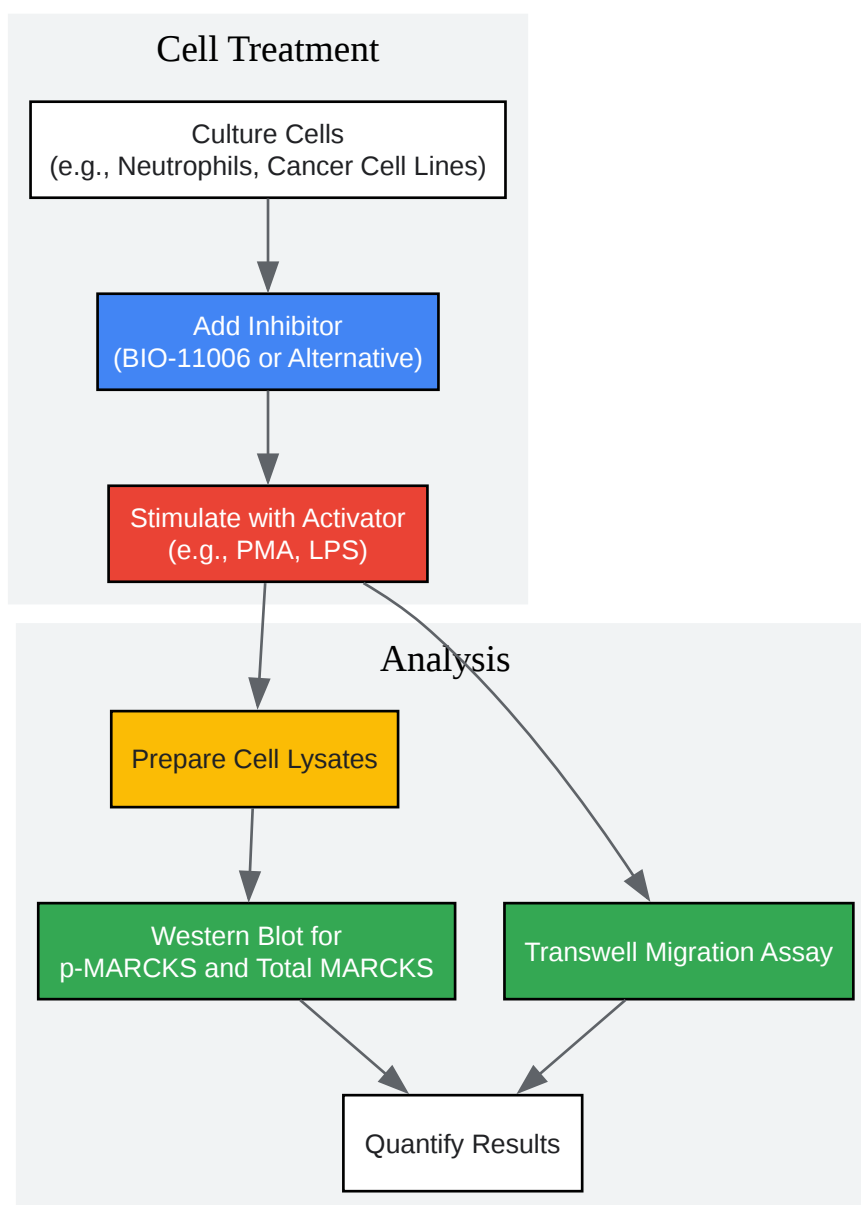 Cell Treatment
Culture Cells
(e.g., Neutrophils, Cancer Cell Lines)
Add Inhibitor
(BIO-11006 or Alternative)
Stimulate with Activator
(e.g., PMA, LPS)
Analysis
Prepare Cell Lysates
Western Blot for
p-MARCKS and Total MARCKS
Transwell Migration Assay
Quantify Results